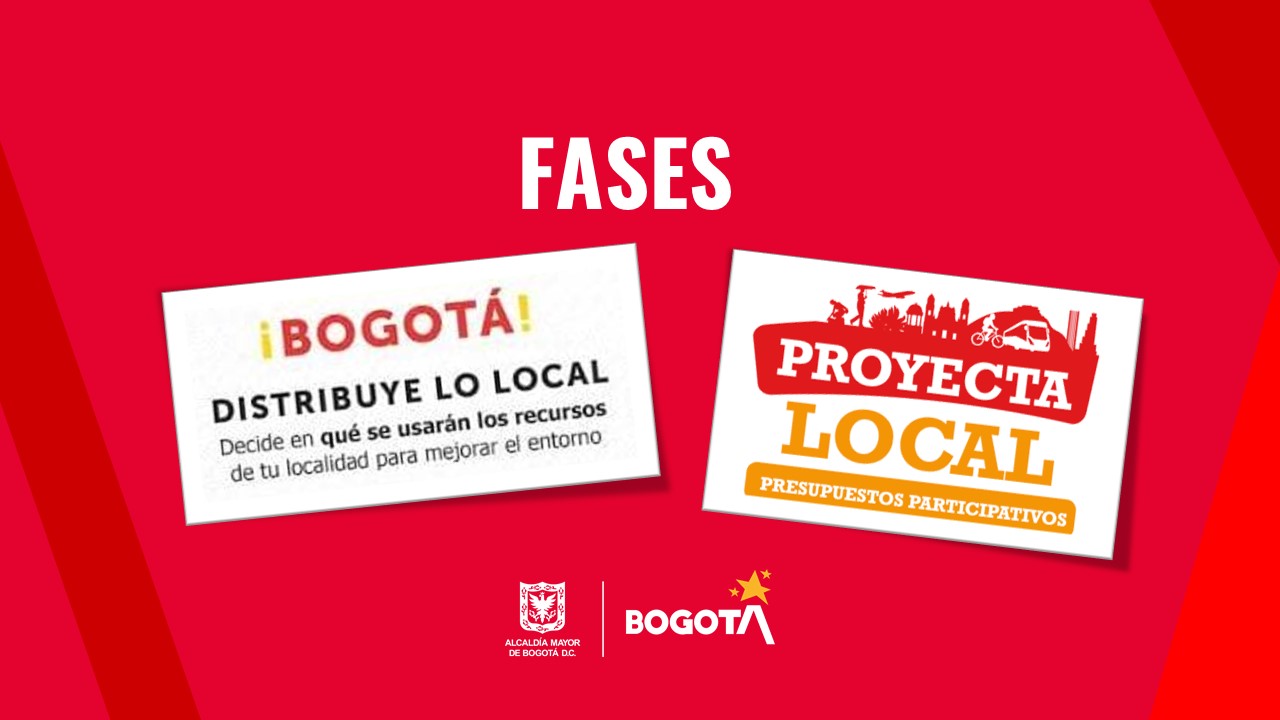 FASES
¡BOGOTÁ!
DISTRIBUYE LO LOCAL
Decide en qué se usarán los recursos
de tu localidad para mejorar el entorno
PROYECTA
LOCAL
PRESUPUESTOS PARTICIPATIVOS
ALCALDÍA MAYOR
DE BOGOTÁ D.C.
BOGOTÁ